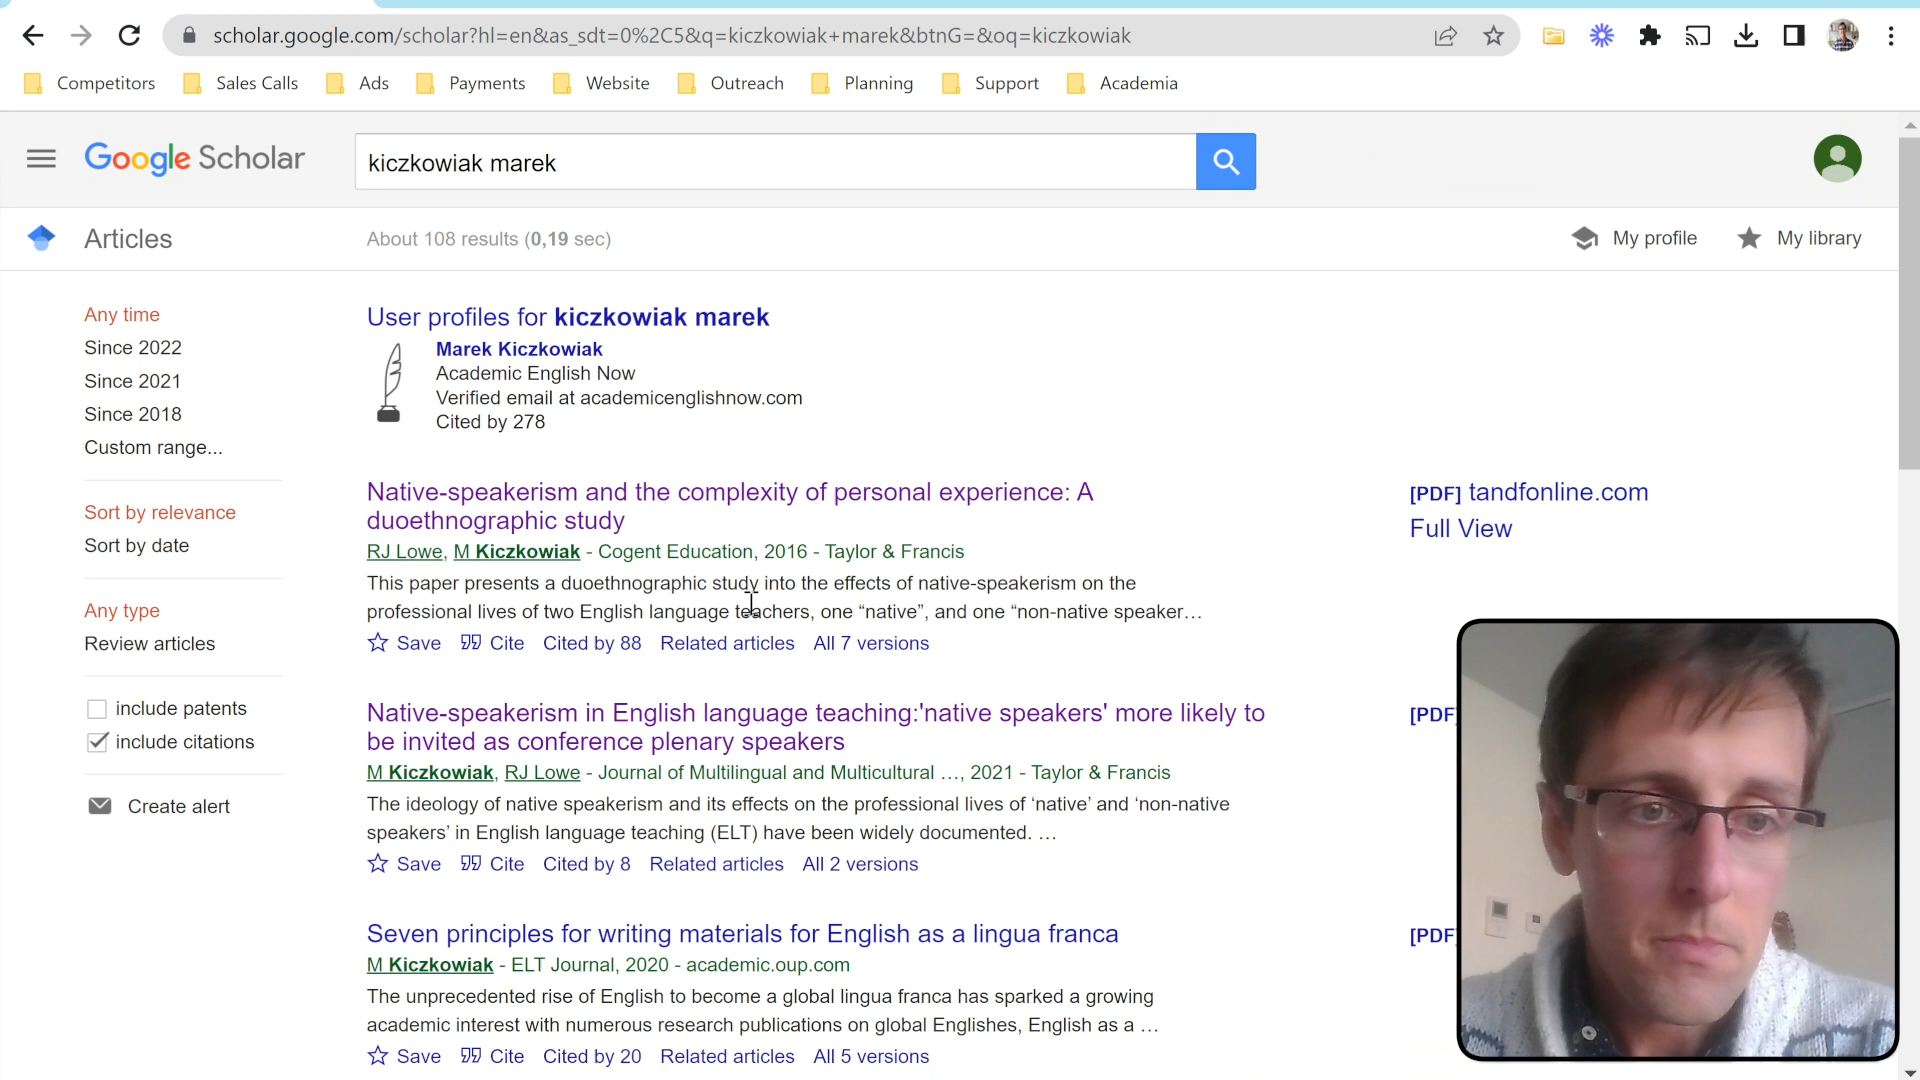 scholar.google.com/scholar?hl=en&as_sdt=0%2C5&q=kiczkowiak+marek&btnG=&oq=kiczkowiak
Competitors Sales Calls Ads Payments Website Outreach Planning Support Academia
Google Scholar
kiczkowiak marek
Articles
About 108 results (0,19 sec)
My profile
My library
Any time
Since 2022
Since 2021
Since 2018
Custom range...
Sort by relevance
Sort by date
Any type
Review articles
include patents
include citations
Create alert
User profiles for kiczkowiak marek
Marek Kiczkowiak
Academic English Now
Verified email at academicenglishnow.com
Cited by 278
Native-speakerism and the complexity of personal experience: A
duoethnographic study
RJ Lowe, M Kiczkowiak - Cogent Education, 2016 - Taylor & Francis
This paper presents a duoethnographic study into the effects of native-speakerism on the
professional lives of two English language teachers, one “native”, and one “non-native speaker…
Save Cite Cited by 88 Related articles All 7 versions
[PDF] tandfonline.com
Full View
Native-speakerism in English language teaching:'native speakers' more likely to
be invited as conference plenary speakers
M Kiczkowiak, RJ Lowe - Journal of Multilingual and Multicultural …, 2021 - Taylor & Francis
The ideology of native speakerism and its effects on the professional lives of ‘native’ and ‘non-native
speakers’ in English language teaching (ELT) have been widely documented. …
Save Cite Cited by 8 Related articles All 2 versions
[PDF
Seven principles for writing materials for English as a lingua franca
M Kiczkowiak - ELT Journal, 2020 - academic.oup.com
The unprecedented rise of English to become a global lingua franca has sparked a growing
academic interest with numerous research publications on global Englishes, English as a …
Save Cite Cited by 20 Related articles All 5 versions
[PDF